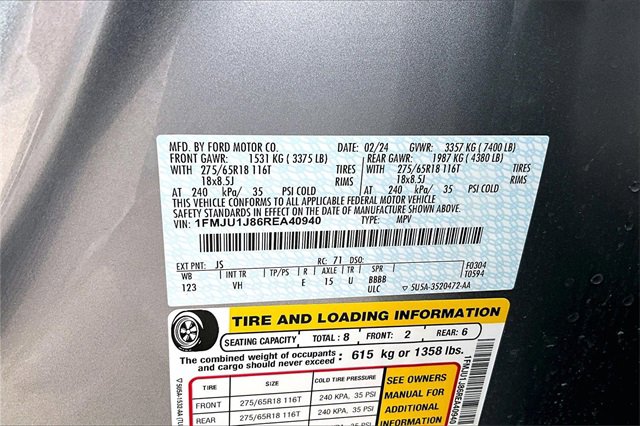 MFD. BY FORD MOTOR CO. 02/24 GVWR: 3357 KG ( 7400 LB)
FRONT GAWR: 1531 KG ( 3375 LB) REAR GAWR: 1987 KG ( 4380 LB)
WITH 275/65R18 116T TIRES WITH 275/65R18 116T TIRES
18x8.5J RIMS 18x8.5J RIMS
AT 240 kPa/ 35 PSI COLD AT 240 kPa/ 35 PSI COLD
THIS VEHICLE CONFORMS TO ALL APPLICABLE FEDERAL MOTOR VEHICLE
SAFETY STANDARDS IN EFFECT ON THE DATE OF MANUFACTURE SHOWN ABOVE.
VIN: 1FMJU1J86REA40940 TYPE: MPV
EXT PNT: JS RC: 71 DSO: F0304
WB INT TR TP/PS R AXLE TR SPR T0594
123 VH E 15 U BBBB
ULC ▽ 5U5A-3520472-AA
TIRE AND LOADING INFORMATION
SEATING CAPACITY TOTAL : 8 FRONT: 2 REAR: 6
The combined weight of occupants and cargo should never exceed : 615 kg or 1358 lbs.
TIRE SIZE COLD TIRE PRESSURE
FRONT 275/65R18 116T 240 KPA, 35 PSI
REAR 275/65R18 116T 240 KPA, 35 PSI
SEE OWNERS
MANUAL FOR
ADDITIONAL
1FMJU1J86REA40940